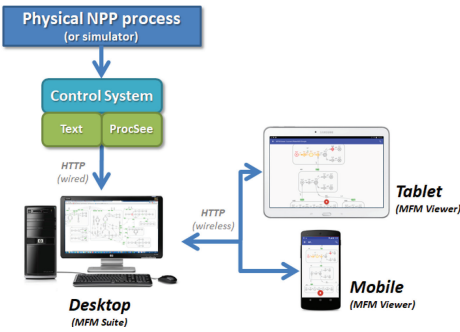 Physical NPP process
(or simulator)
Control System
Text
ProcSee
HTTP
(wired)
HTTP
(wireless)
Tablet
(MFM Viewer)
Desktop
(MFM Suite)
Mobile
(MFM Viewer)